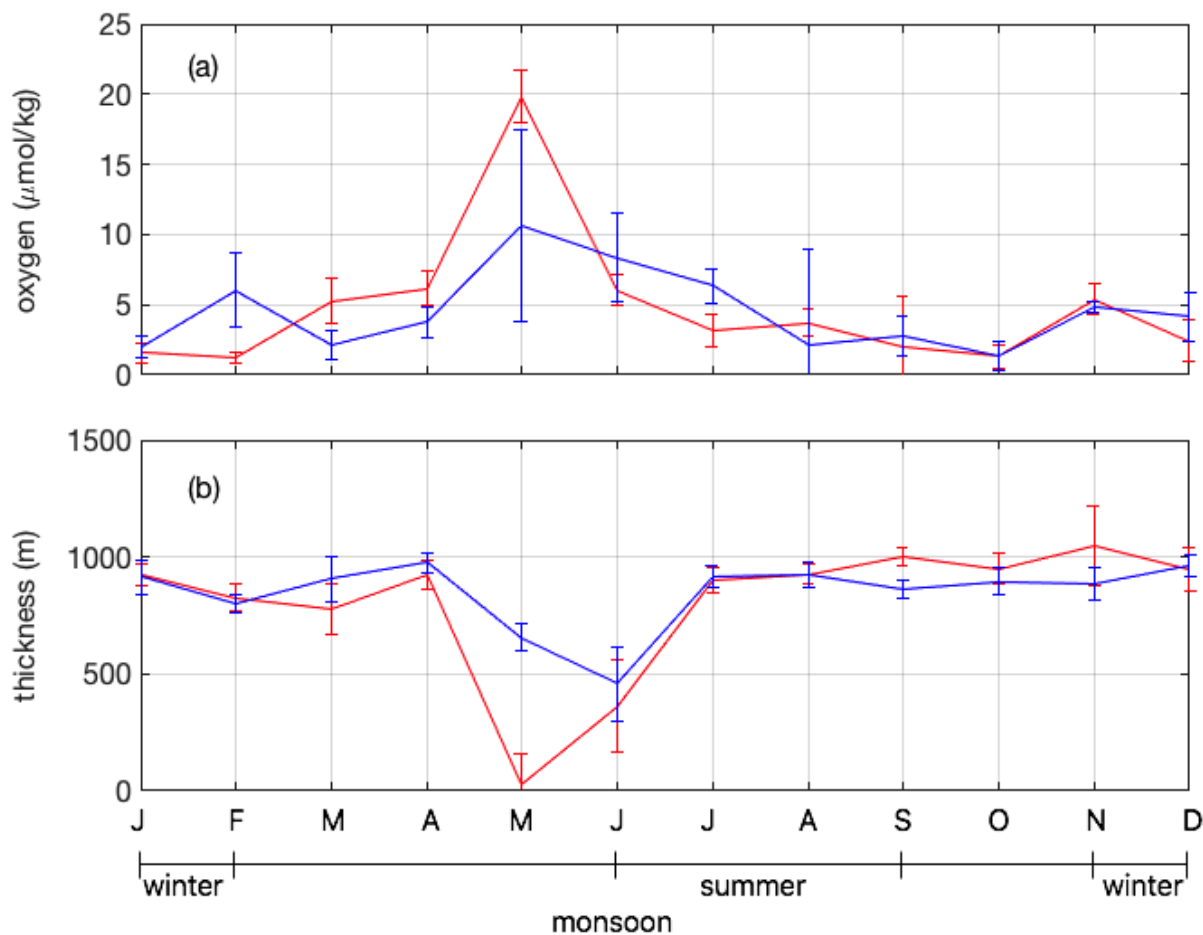 25
(a)
20
15
10
5
0
oxygen (μmol/kg)
1500
(b)
1000
500
0
thickness (m)
J F M A M J J A S O N D
winter summer winter
monsoon